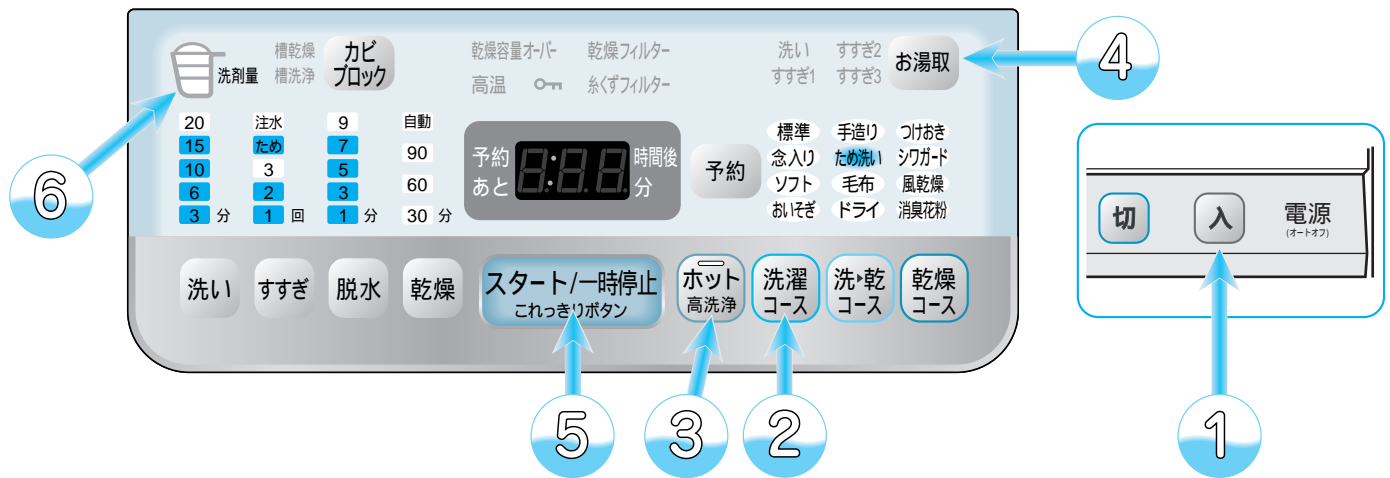 槽乾燥
槽洗浄
洗剤量
カビ
ブロック
乾燥容量オーバー
乾燥フィルター
高温
糸くずフィルター
洗い
すすぎ2
すすぎ1
すすぎ3
お湯取
4
6
20
15
10
6
3 分
注水
ため
3
2
1 回
9
7
5
3
1 分
自動
90
60
30 分
予約
あと
8:88
時間後
分
予約
標準 手造り つけおき
念入り ため洗い シワガード
ソフト 毛布 風乾燥
おいそぎ ドライ 消臭花粉
洗い
すすぎ
脱水
乾燥
スタート/一時停止
これっきりボタン
ホット
高洗浄
洗濯
コース
洗▶乾
コース
乾燥
コース
切
入
電源
(オートオフ)
5
3
2
1